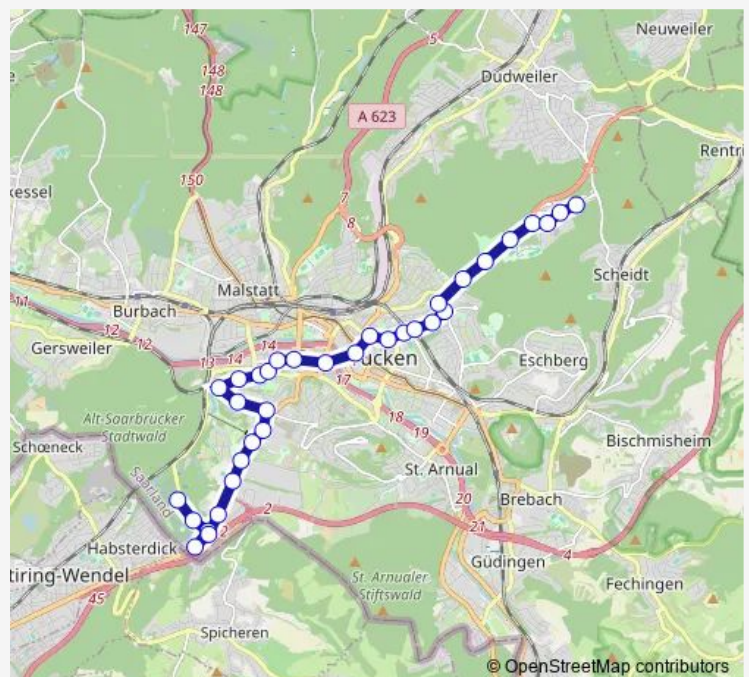 147
148
148
5
Neuweiler
Dudweiler
A 623
Rentri
kessel
150
7
8
Malstatt
Scheidt
11
Burbach
12
12
Gersweiler
13
14
14
ücken
17
Eschberg
Alt-Saarbrücker
Stadtwald
18
19
Bischmisheim
Schœneck
St. Arnual
Saarland
20
Brebach
2
2
21
4
Habsterdick
Güdingen
tiring-Wendel
St. Arnualer
Stiftswald
Fechingen
45
Spicheren
© OpenStreetMap contributors